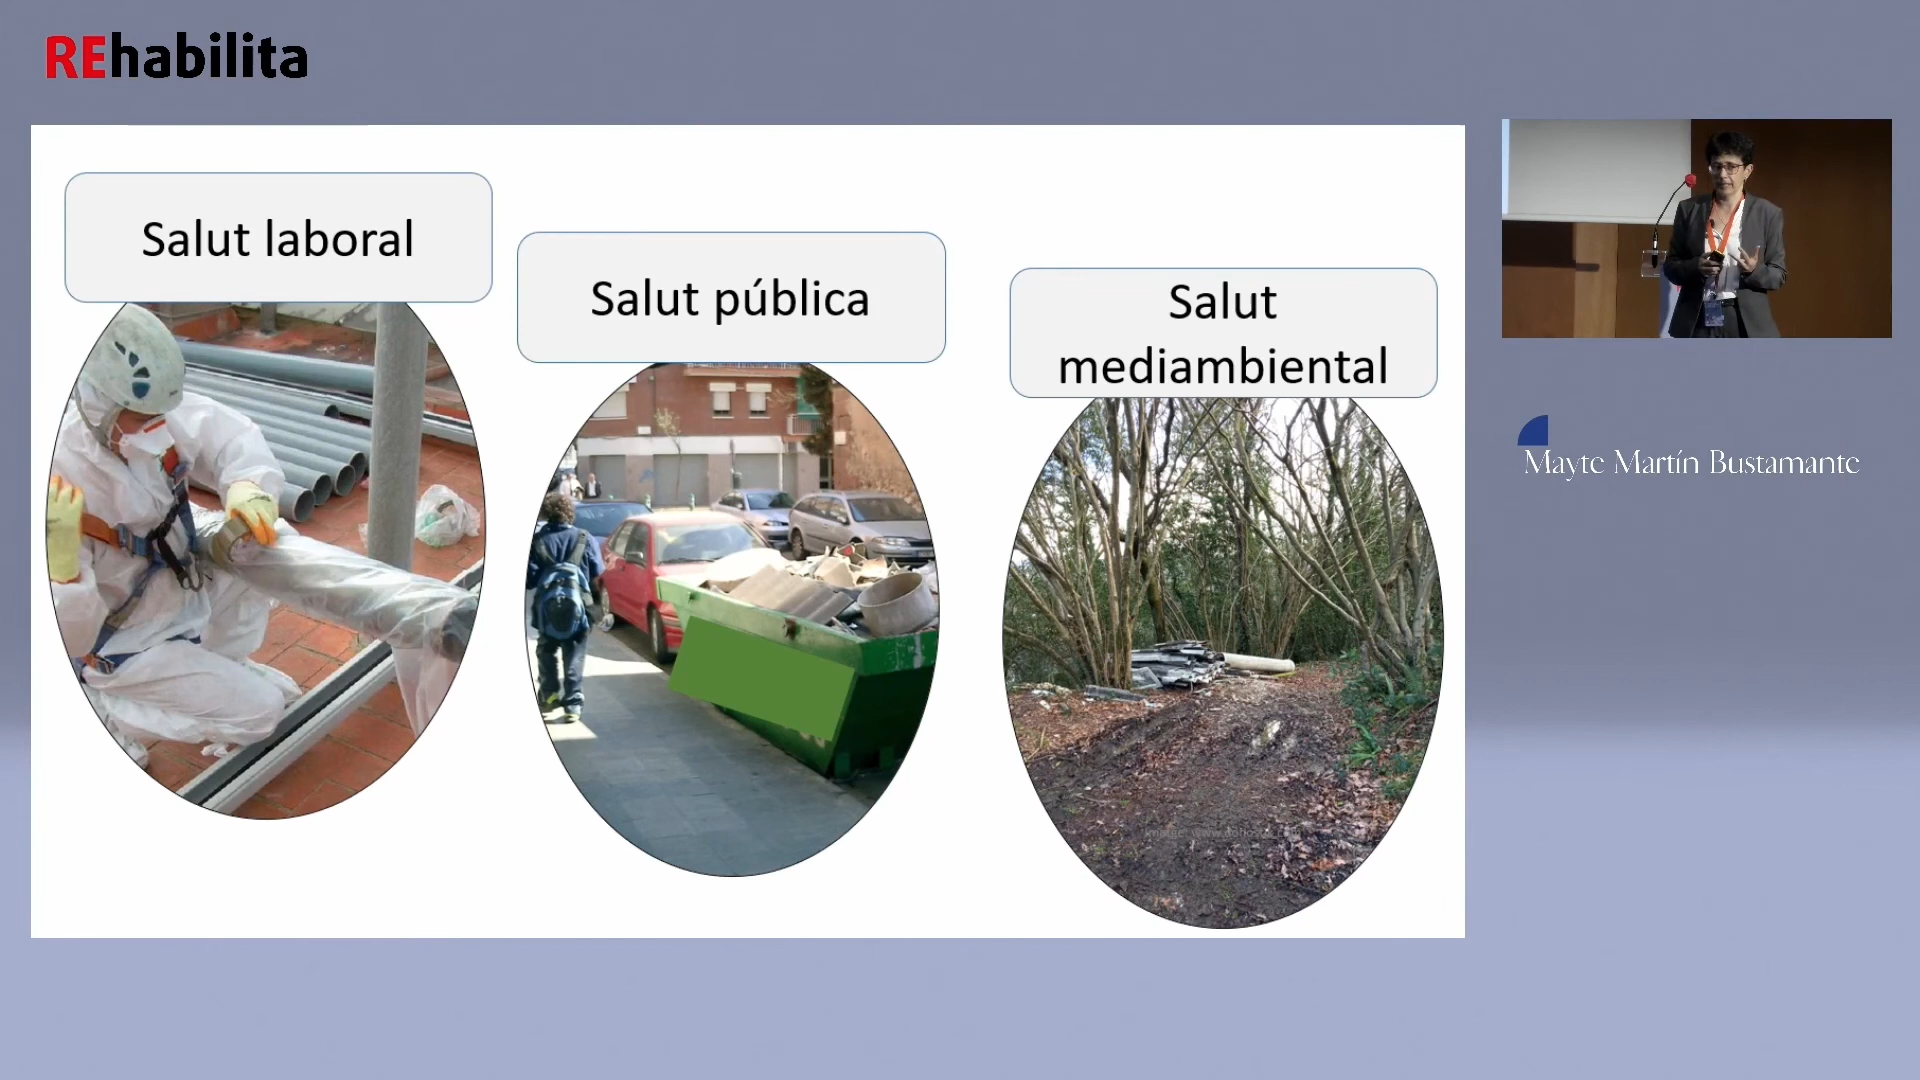 REhabilita
Salut laboral
Salut pública
Salut
mediambiental
Mayte Martín Bustamante